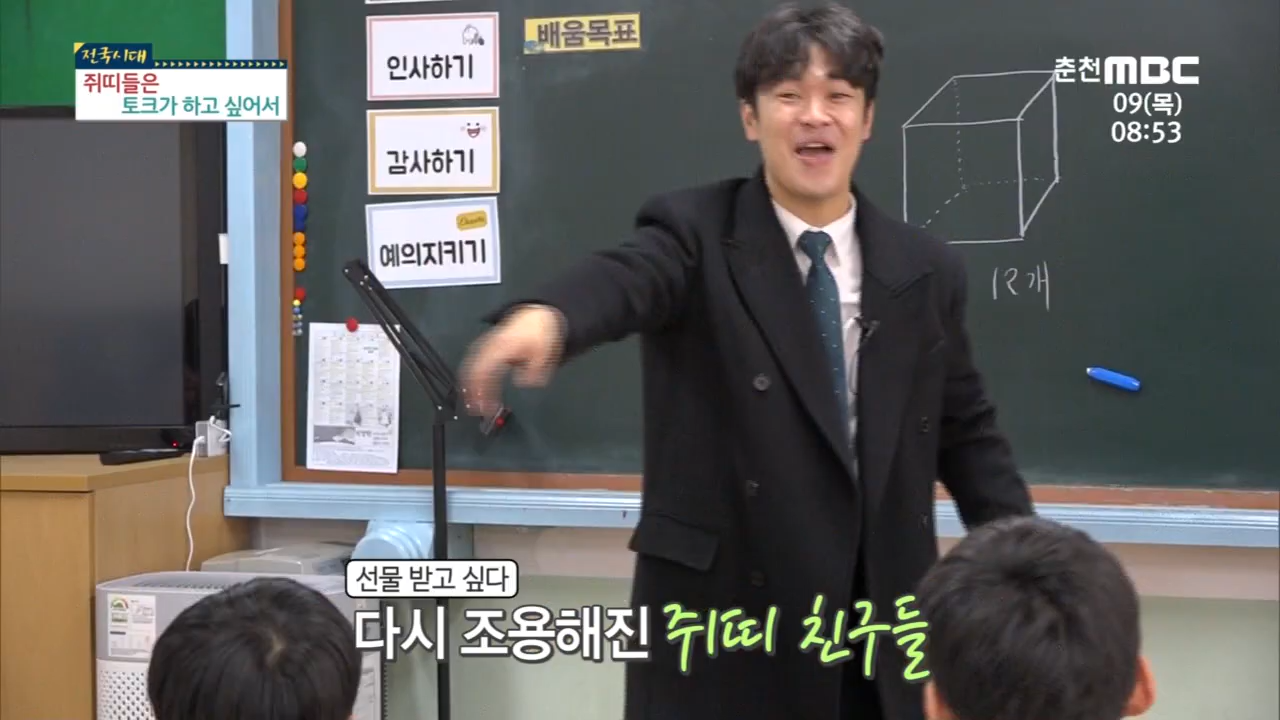 전국시대
쥐띠들은
토크가 하고 싶어서
인사하기
감사하기
예의지키기
배움목표
춘천MBC
09(목)
08:53
12개
선물 받고 싶다
다시 조용해진 쥐띠 친구들